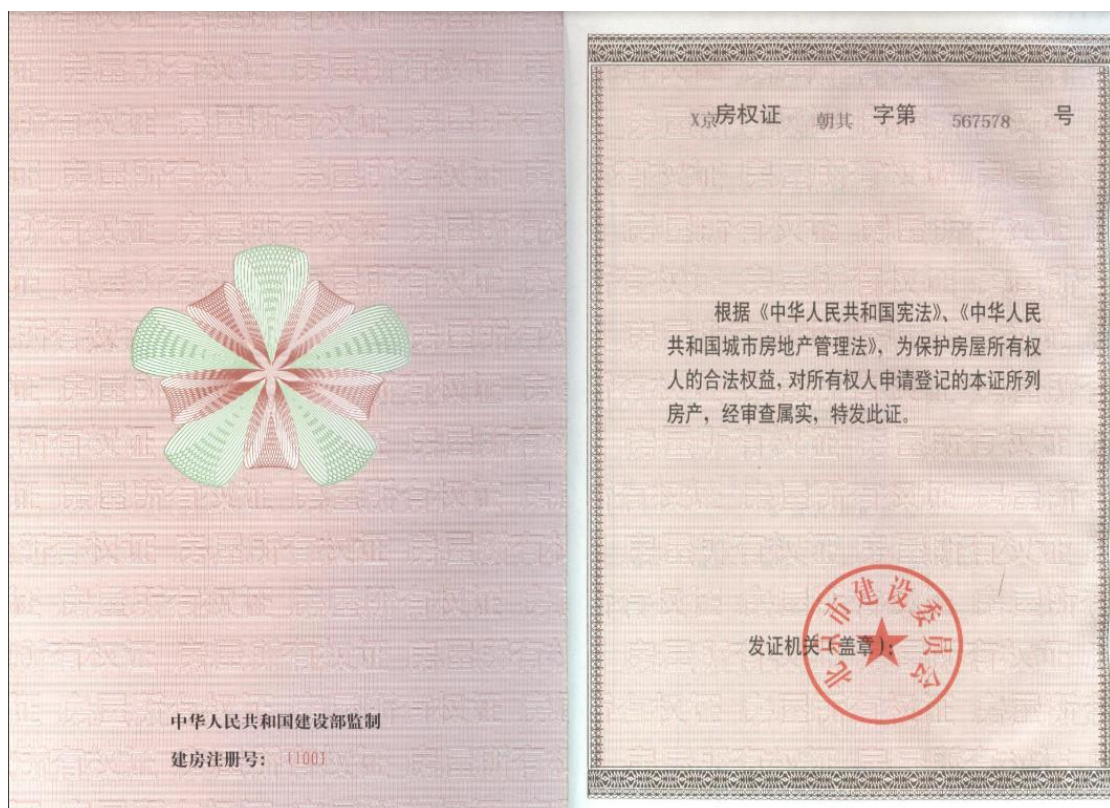 中华人民共和国建设部监制
建房注册号： 11001
X京房权证 朝其 字第 567578 号
根据《中华人民共和国宪法》、《中华人民
共和国城市房地产管理法》，为保护房屋所有权
人的合法权益，对所有权人申请登记的本证所列
房产，经审查属实，特发此证。
发证机关（盖章）：
北京市建设委员会